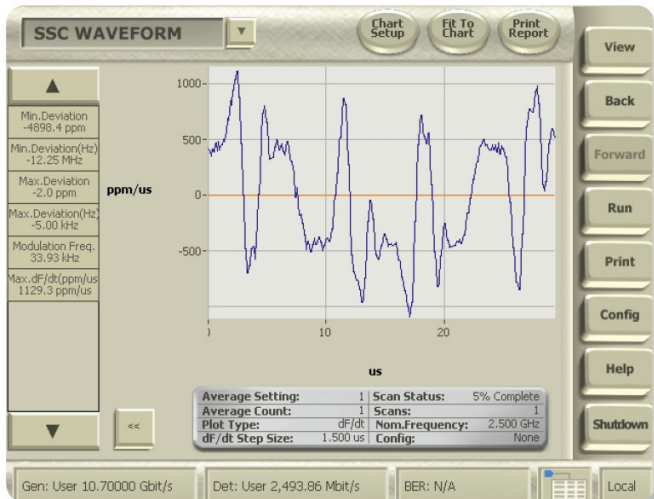 SSC WAVEFORM
Chart Setup
Fit To Chart
Print Report
View
Back
Forward
Run
Print
Config
Help
Shutdown
Min.Deviation
-4898.4 ppm
Min.Deviation(Hz)
-12.25 MHz
Max.Deviation
-2.0 ppm
Max.Deviation(Hz)
-5.00 kHz
Modulation Freq.
33.93 kHz
Max.dF/dt(ppm/us
1129.3 ppm/us
ppm/us
1000
500
0
-500
10
20
us
<<
Average Setting: 1 Scan Status: 5% Complete
Average Count: 1 Scans: 1
Plot Type: dF/dt Nom.Frequency: 2.500 GHz
dF/dt Step Size: 1.500 us Config: None
Gen: User 10.70000 Gbit/s
Det: User 2,493.86 Mbit/s
BER: N/A
Local